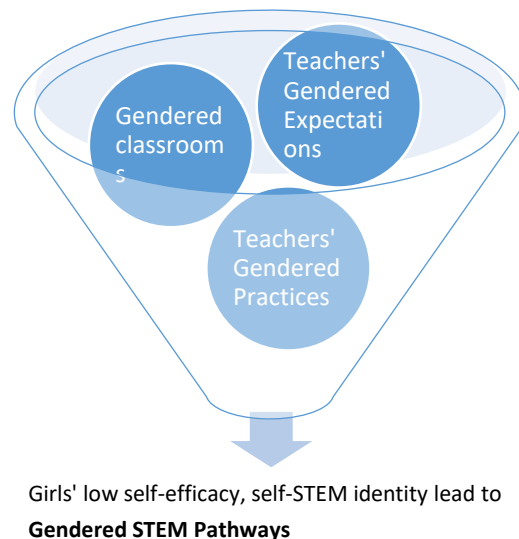 Teachers'
Gendered
Expectati
ons
Gendered
classroom
s
Teachers'
Gendered
Practices
Girls' low self-efficacy, self-STEM identity lead to
Gendered STEM Pathways